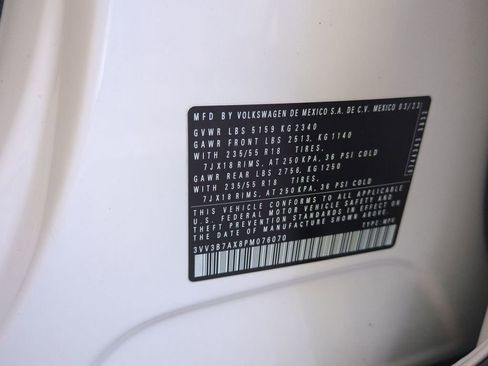 MFD BY VOLKSWAGEN DE MEXICO S.A. DE C.V. MEXICO 03/23
GVWR LBS 5159 KG 2340
GAWR FRONT LBS 2513, KG 1140
WITH 235/55 R18 TIRES.
7JX18 RIMS, AT 250 KPA, 36 PSI COLD
GAWR REAR LBS 2756, KG 1250
WITH 235/55 R18 TIRES.
7JX18 RIMS, AT 250 KPA, 36 PSI COLD
THIS VEHICLE CONFORMS TO ALL APPLICABLE
U.S. FEDERAL MOTOR VEHICLE SAFETY AND
THEFT PREVENTION STANDARDS IN EFFECT ON
THE DATE OF MANUFACTURE SHOWN ABOVE.
3VV3B7AX8PM076070 TYPE: MPV